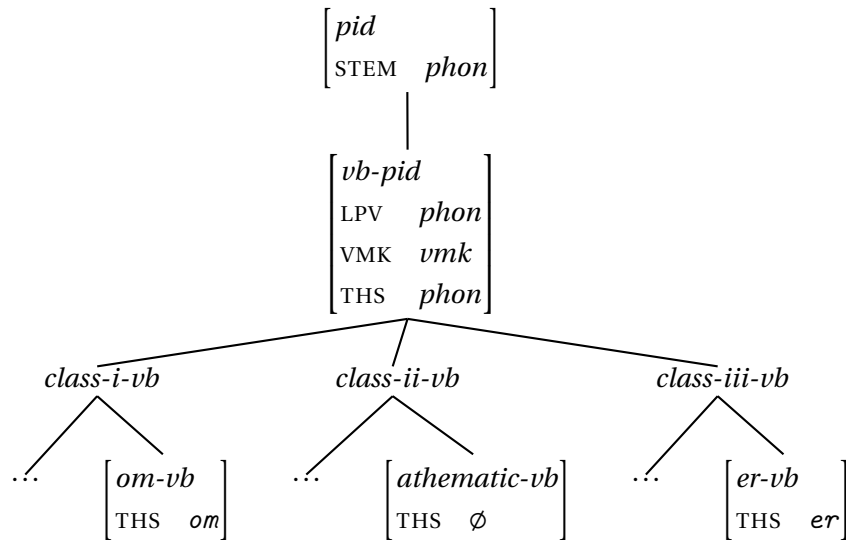 pid
STEM phon
vb-pid
LPV phon
VMK vmk
THS phon
class-i-vb class-ii-vb class-iii-vb
... om-vb ... athematic-vb ... er-vb
THS om THS ∅ THS er